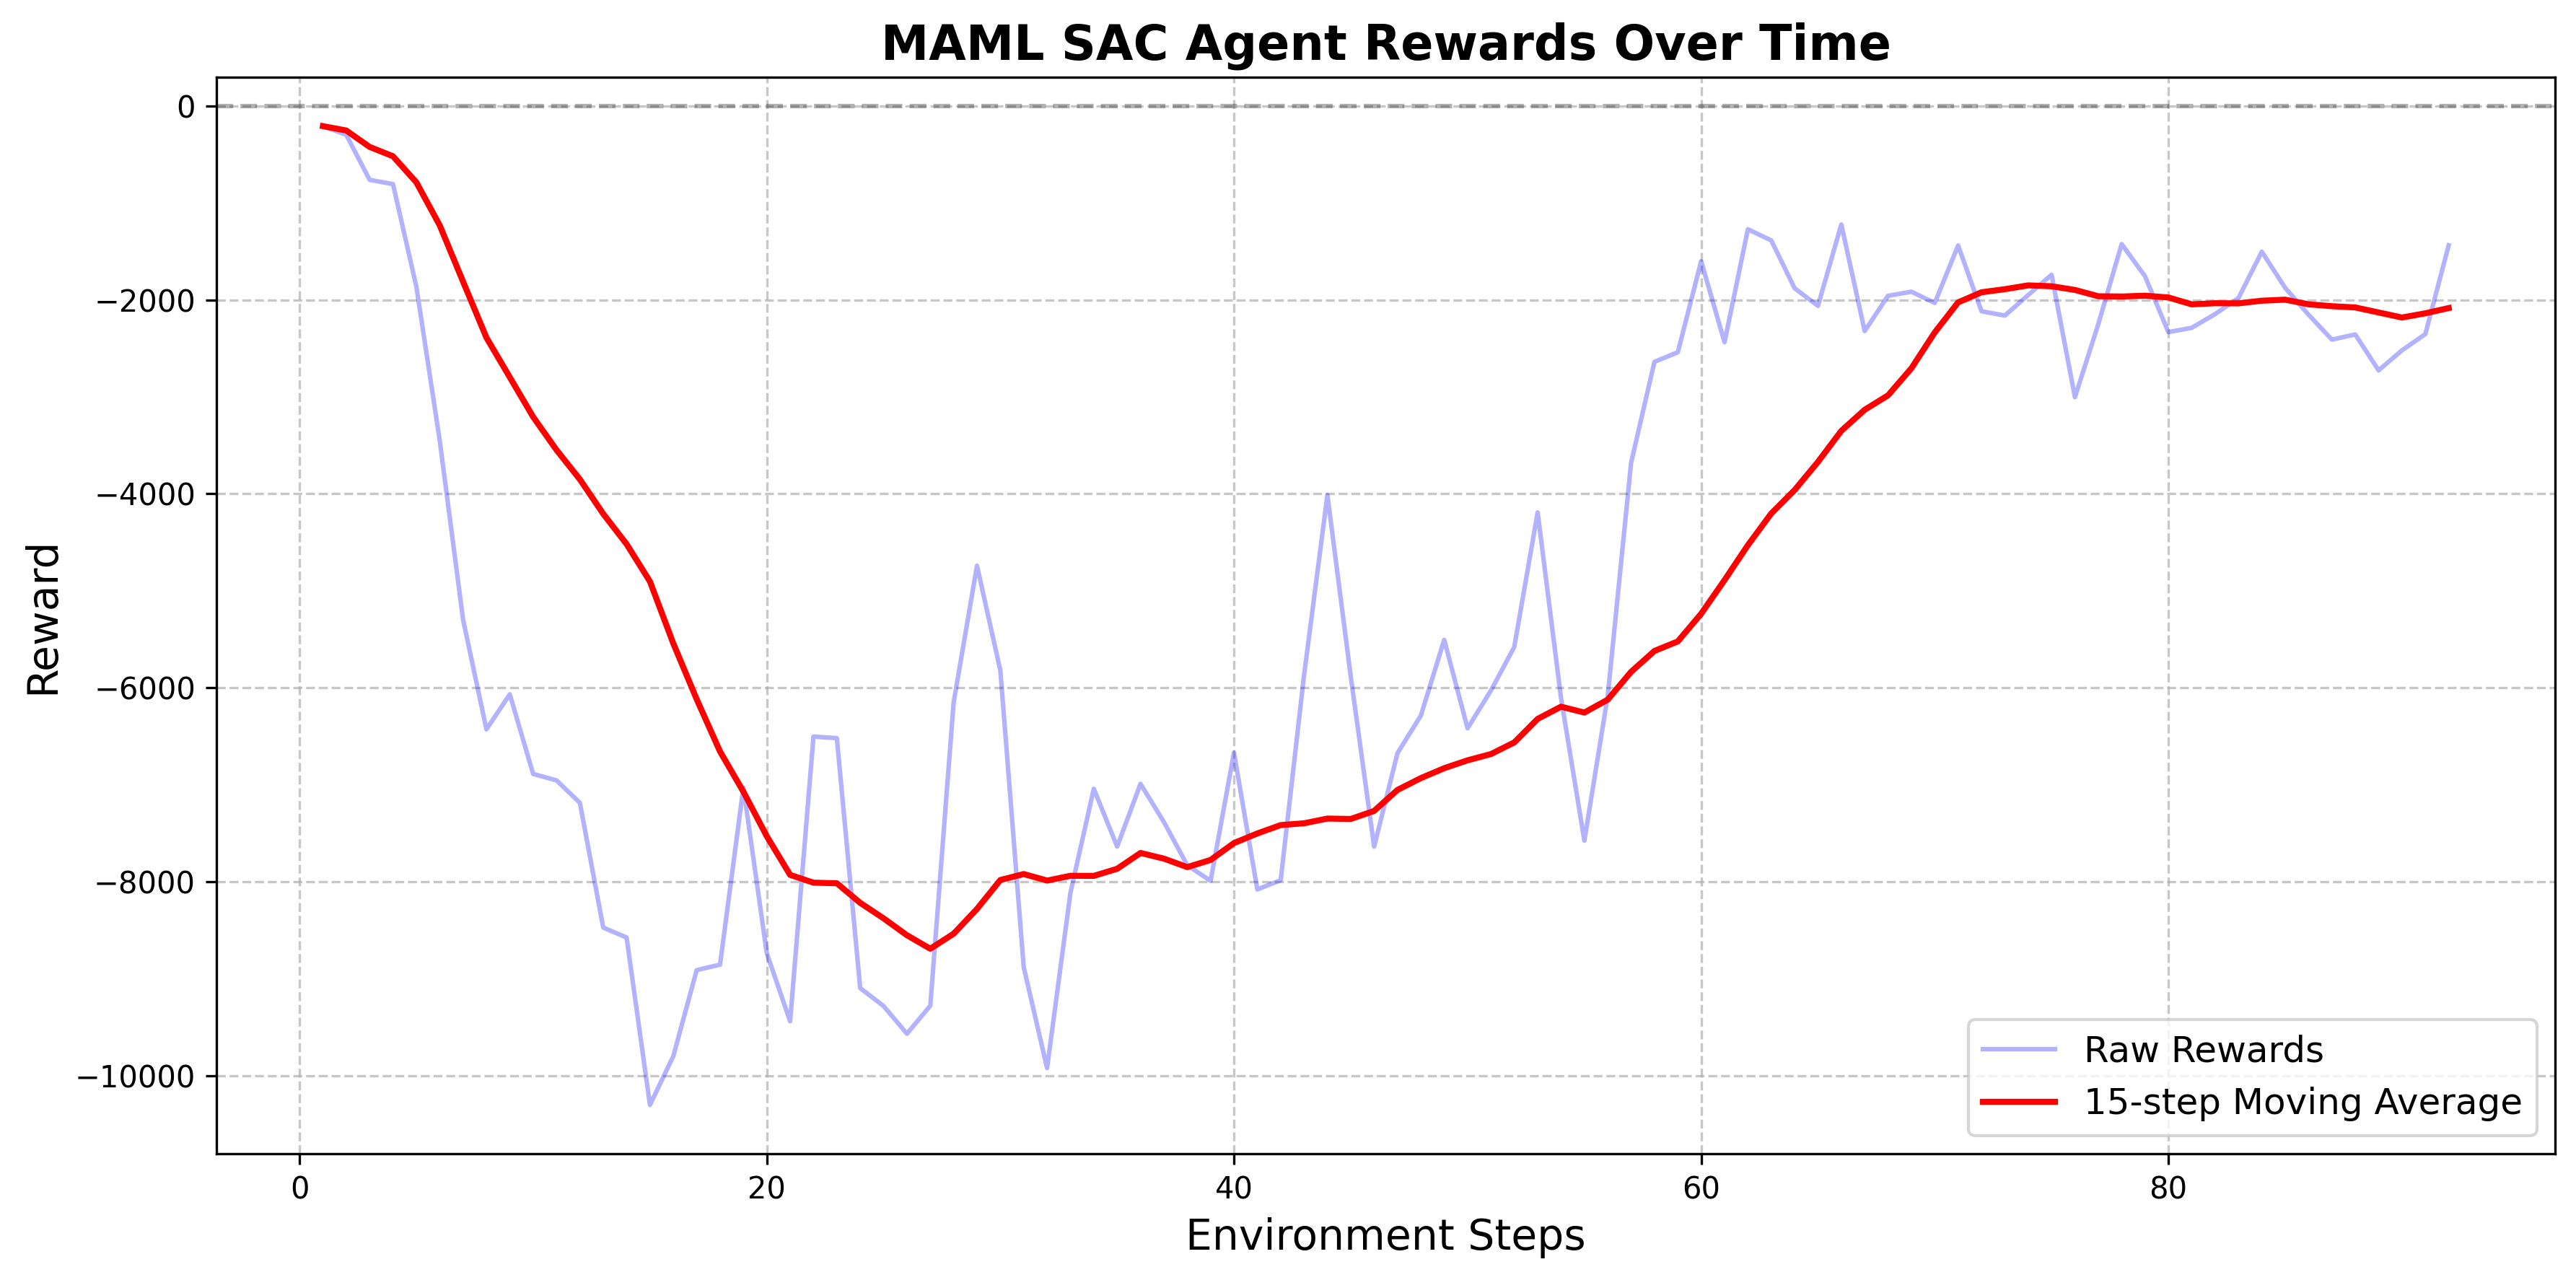 MAML SAC Agent Rewards Over Time
0
−2000
−4000
−6000
−8000
−10000
Reward
0 20 40 60 80
Environment Steps
Raw Rewards
15-step Moving Average